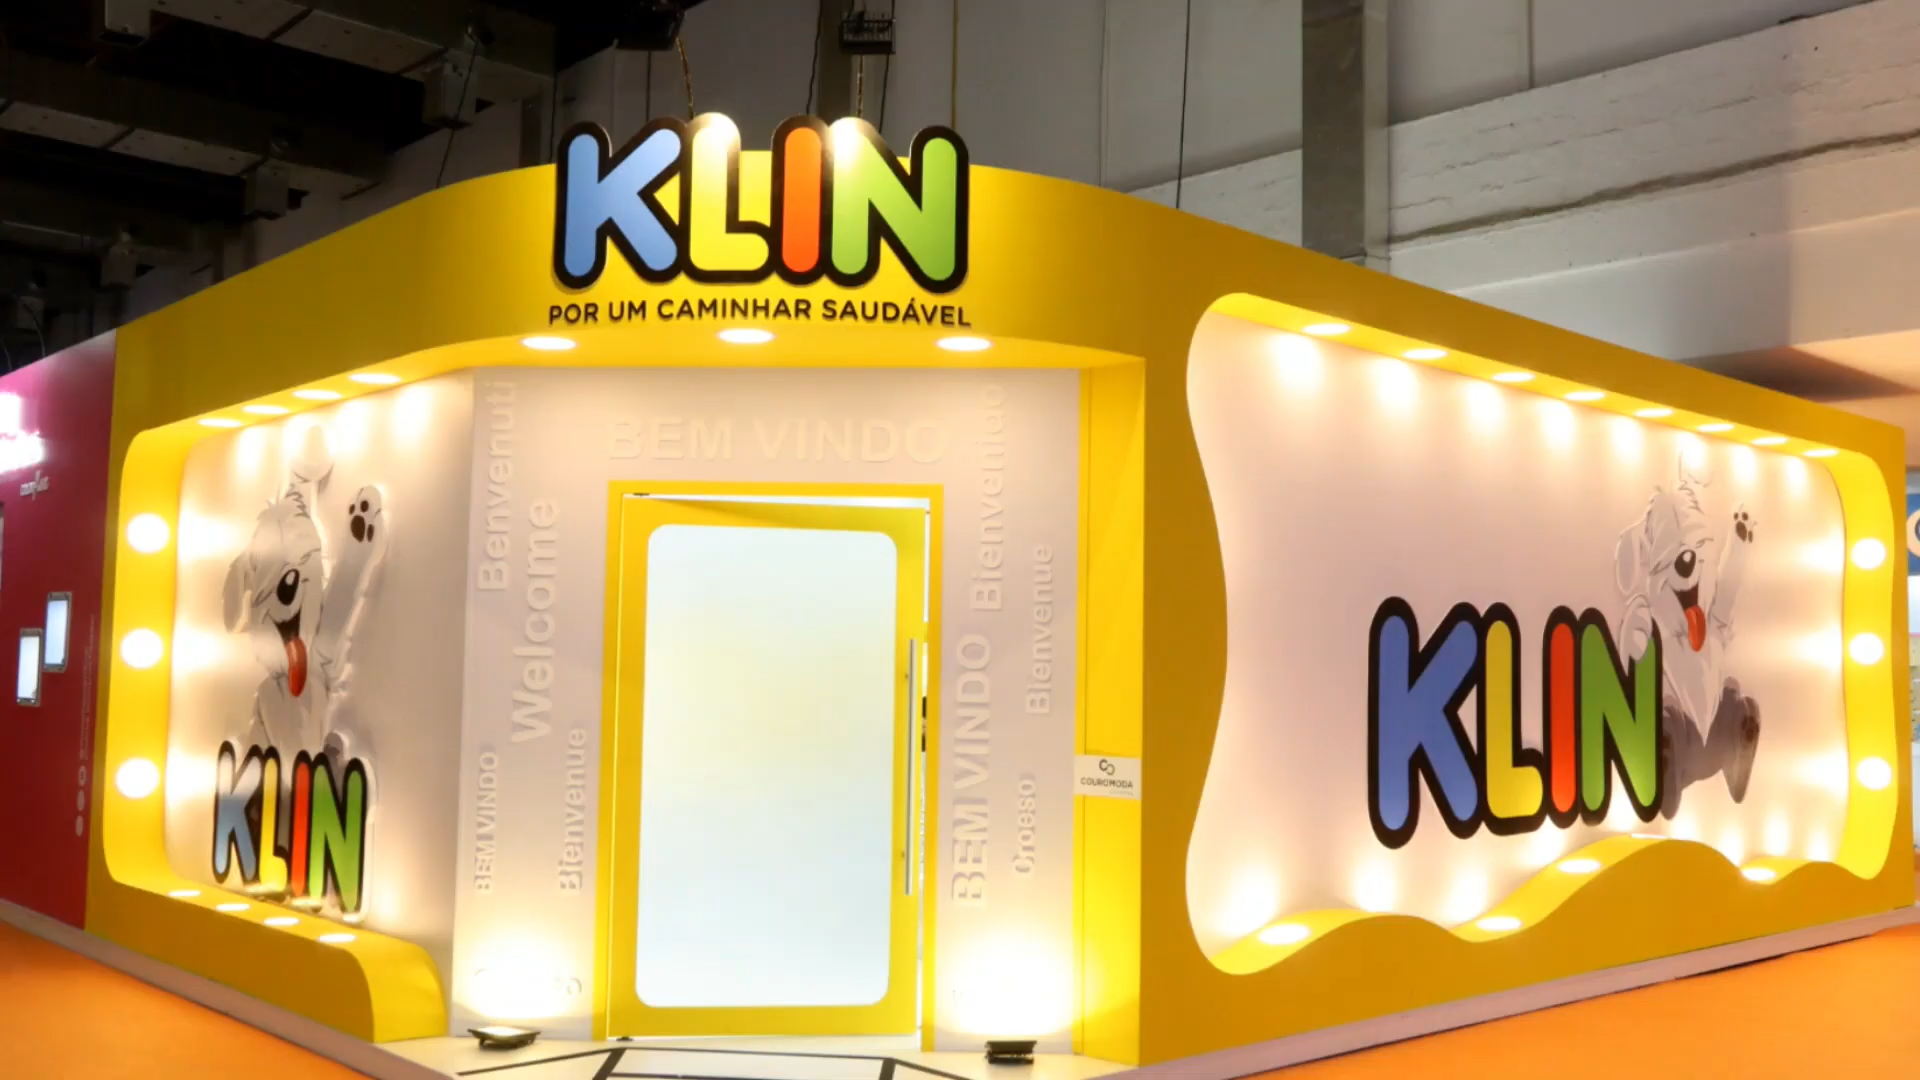 KLIN
POR UM CAMINHAR SAUDÁVEL
BEM VINDO
Benvenuti
Welcome
BEM VINDO
Bienvenue
Bienvenido
Bienvenue
BEM VINDO
Croeso
COUROMODA
KLIN
KLIN